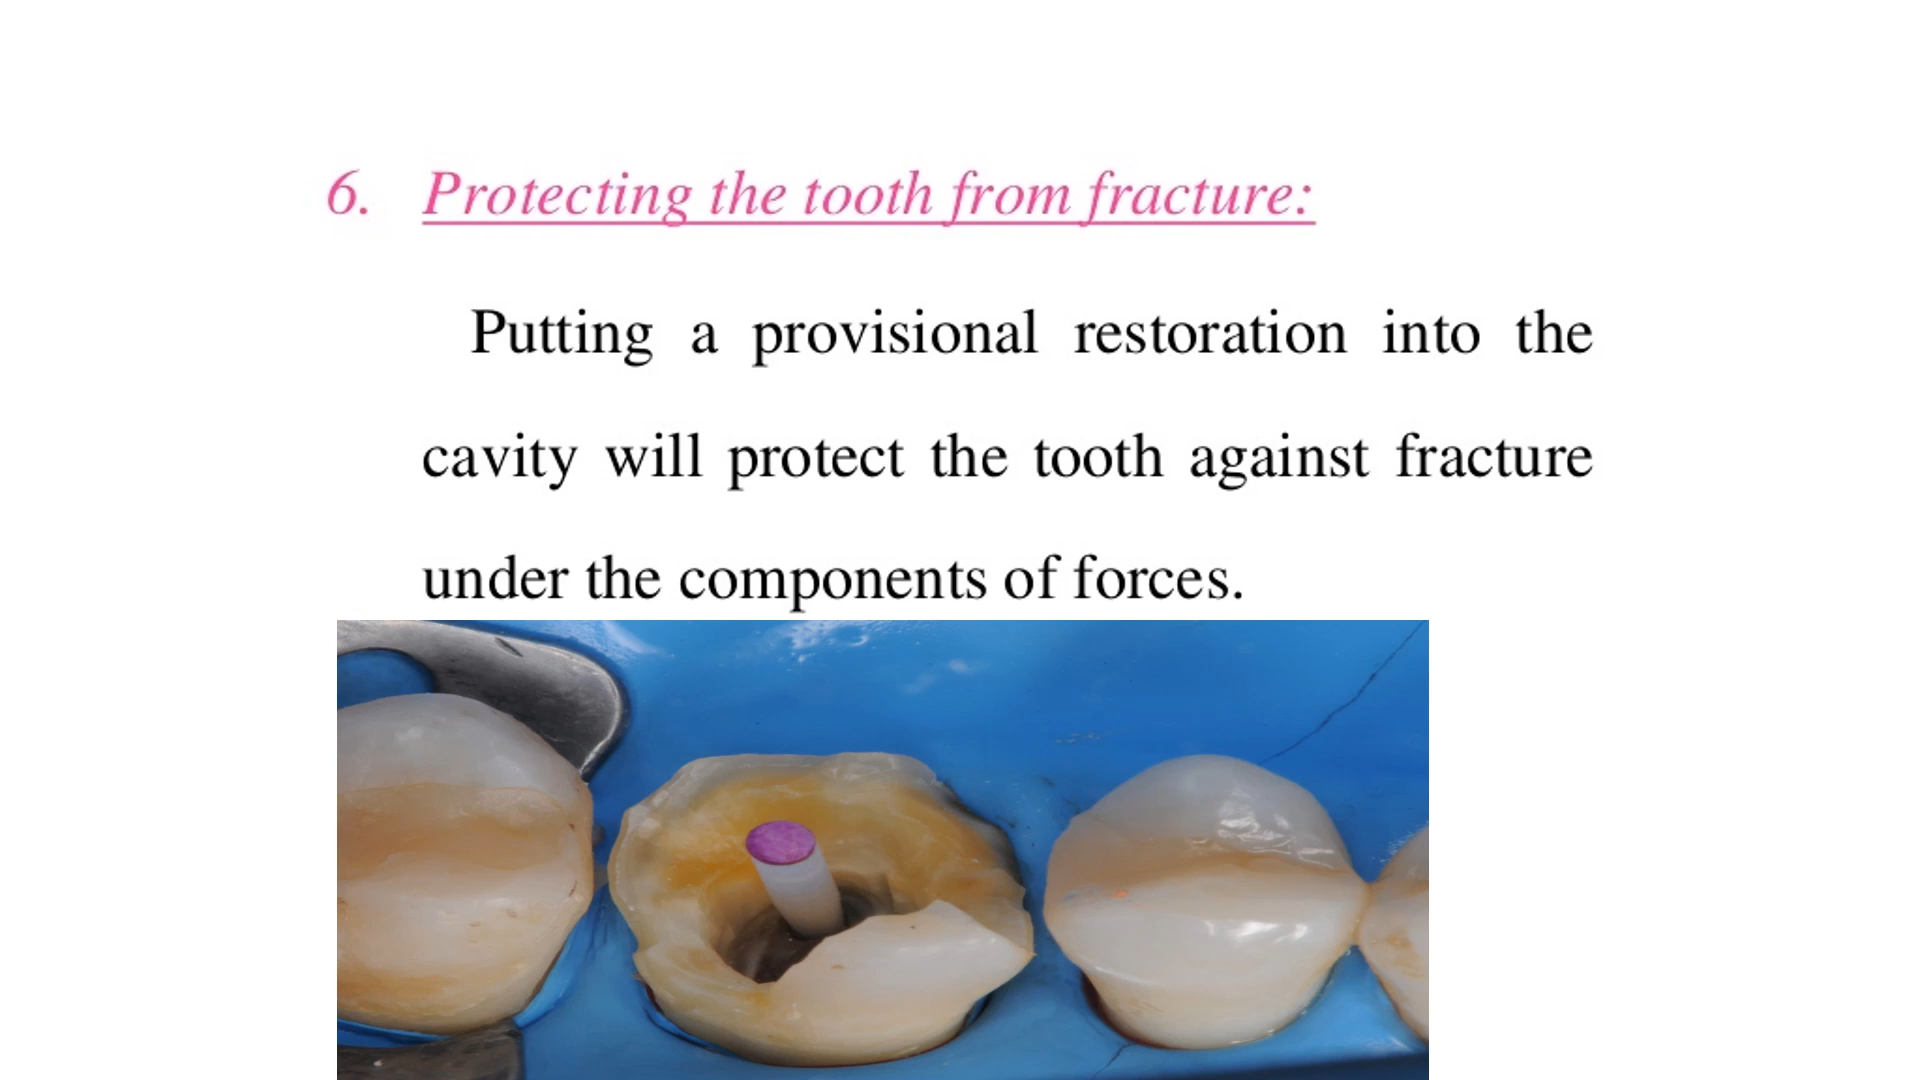 6. Protecting the tooth from fracture:
Putting a provisional restoration into the
cavity will protect the tooth against fracture
under the components of forces.